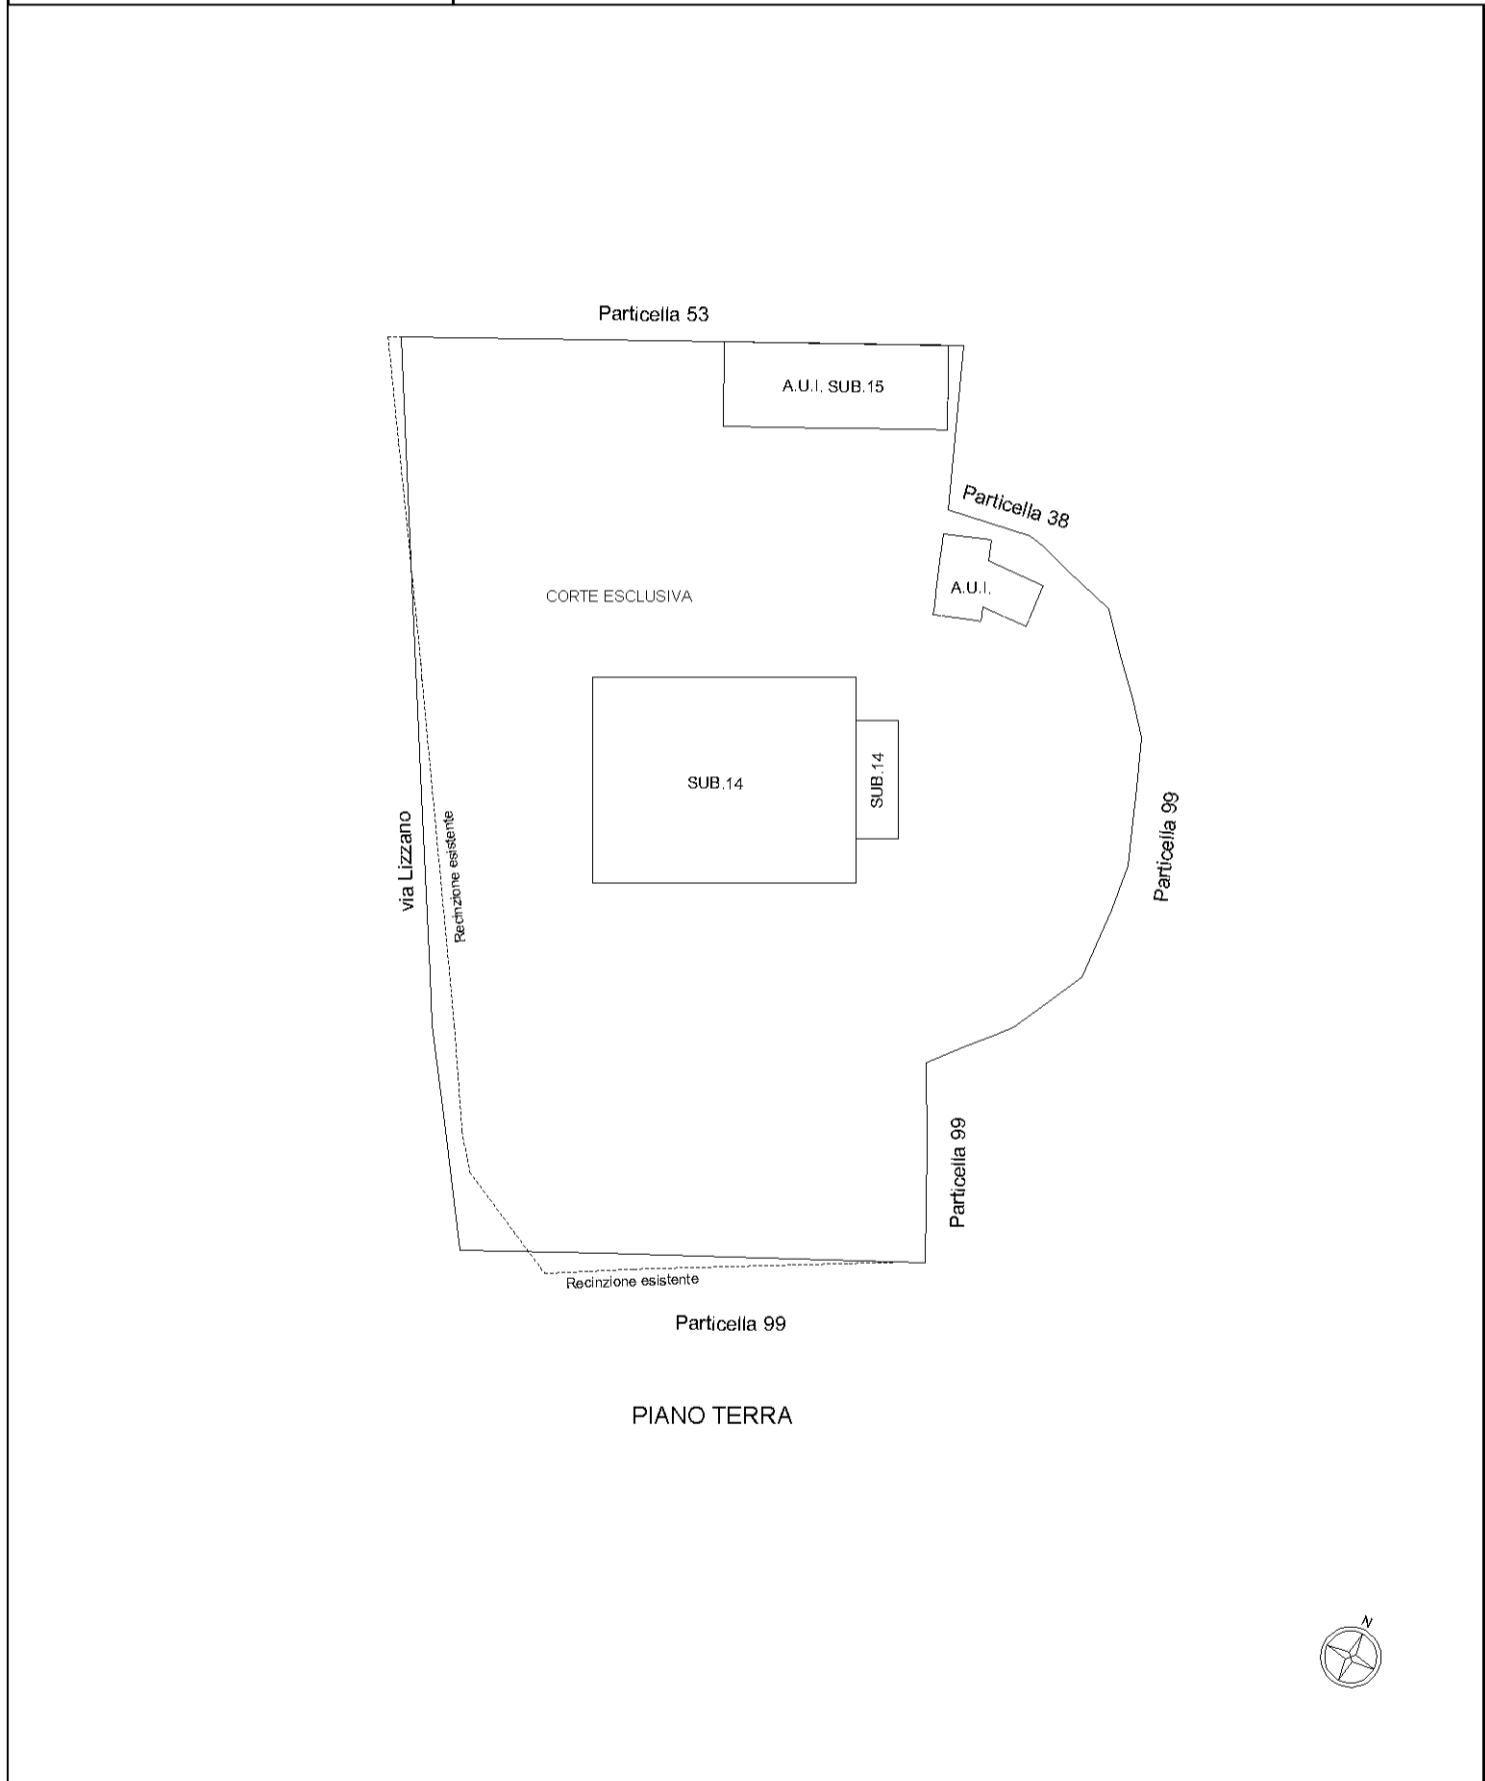 Particella 53
A.U.I. SUB.15
Particella 38
A.U.I.
CORTE ESCLUSIVA
SUB.14
SUB.14
via Lizzano
Recinzione esistente
Particella 99
Particella 99
Recinzione esistente
Particella 99
PIANO TERRA
N